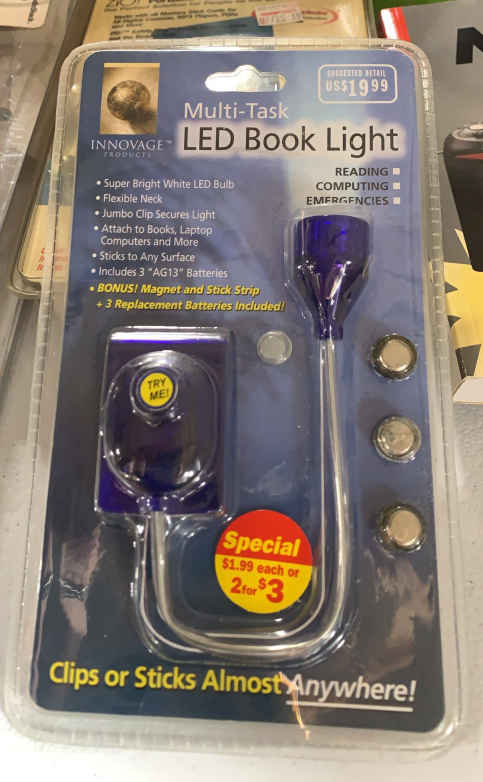 INNOVAGE™
PRODUCTS
SUGGESTED RETAIL
US$19.99
Multi-Task
LED Book Light
READING
COMPUTING
EMERGENCIES
• Super Bright White LED Bulb
• Flexible Neck
• Jumbo Clip Secures Light
• Attach to Books, Laptop
Computers and More
• Sticks to Any Surface
• Includes 3 "AG13" Batteries
• BONUS! Magnet and Stick Strip
+ 3 Replacement Batteries Included!
TRY
ME!
Special
$1.99 each or
2 for $3
Clips or Sticks Almost Anywhere!